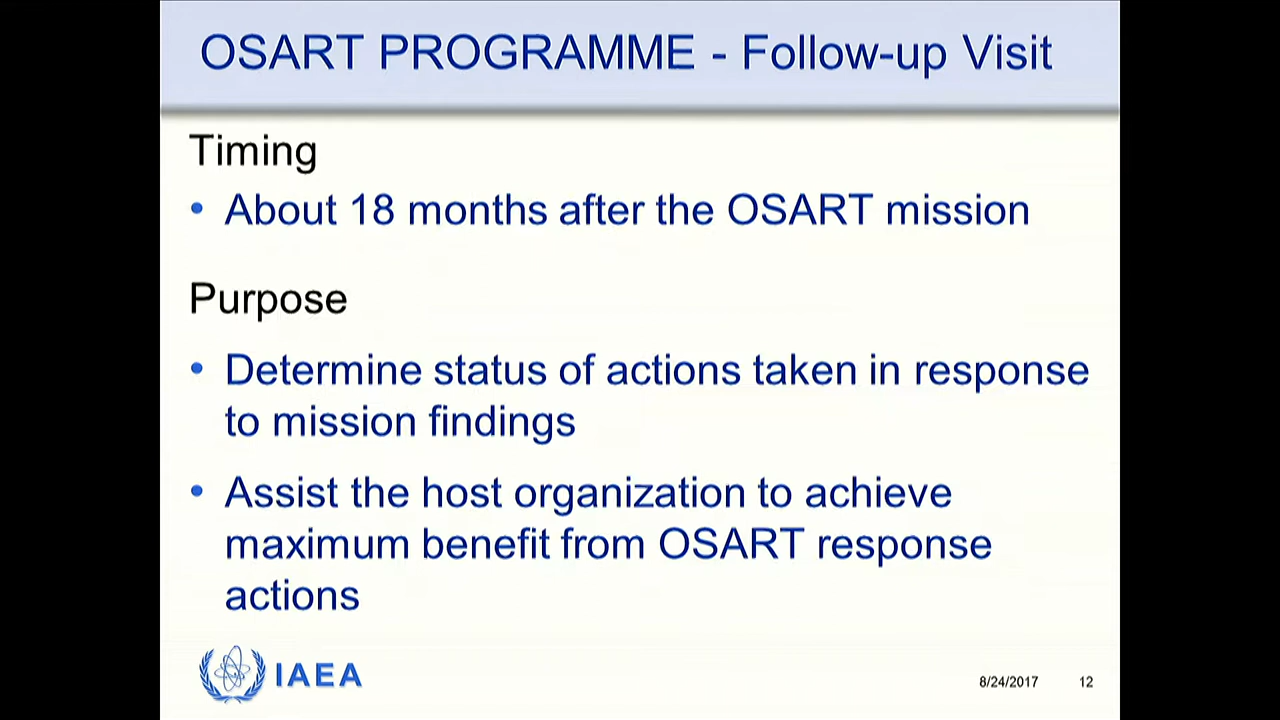 OSART PROGRAMME - Follow-up Visit
Timing
• About 18 months after the OSART mission
Purpose
• Determine status of actions taken in response
to mission findings
• Assist the host organization to achieve
maximum benefit from OSART response
actions
IAEA
8/24/2017 12